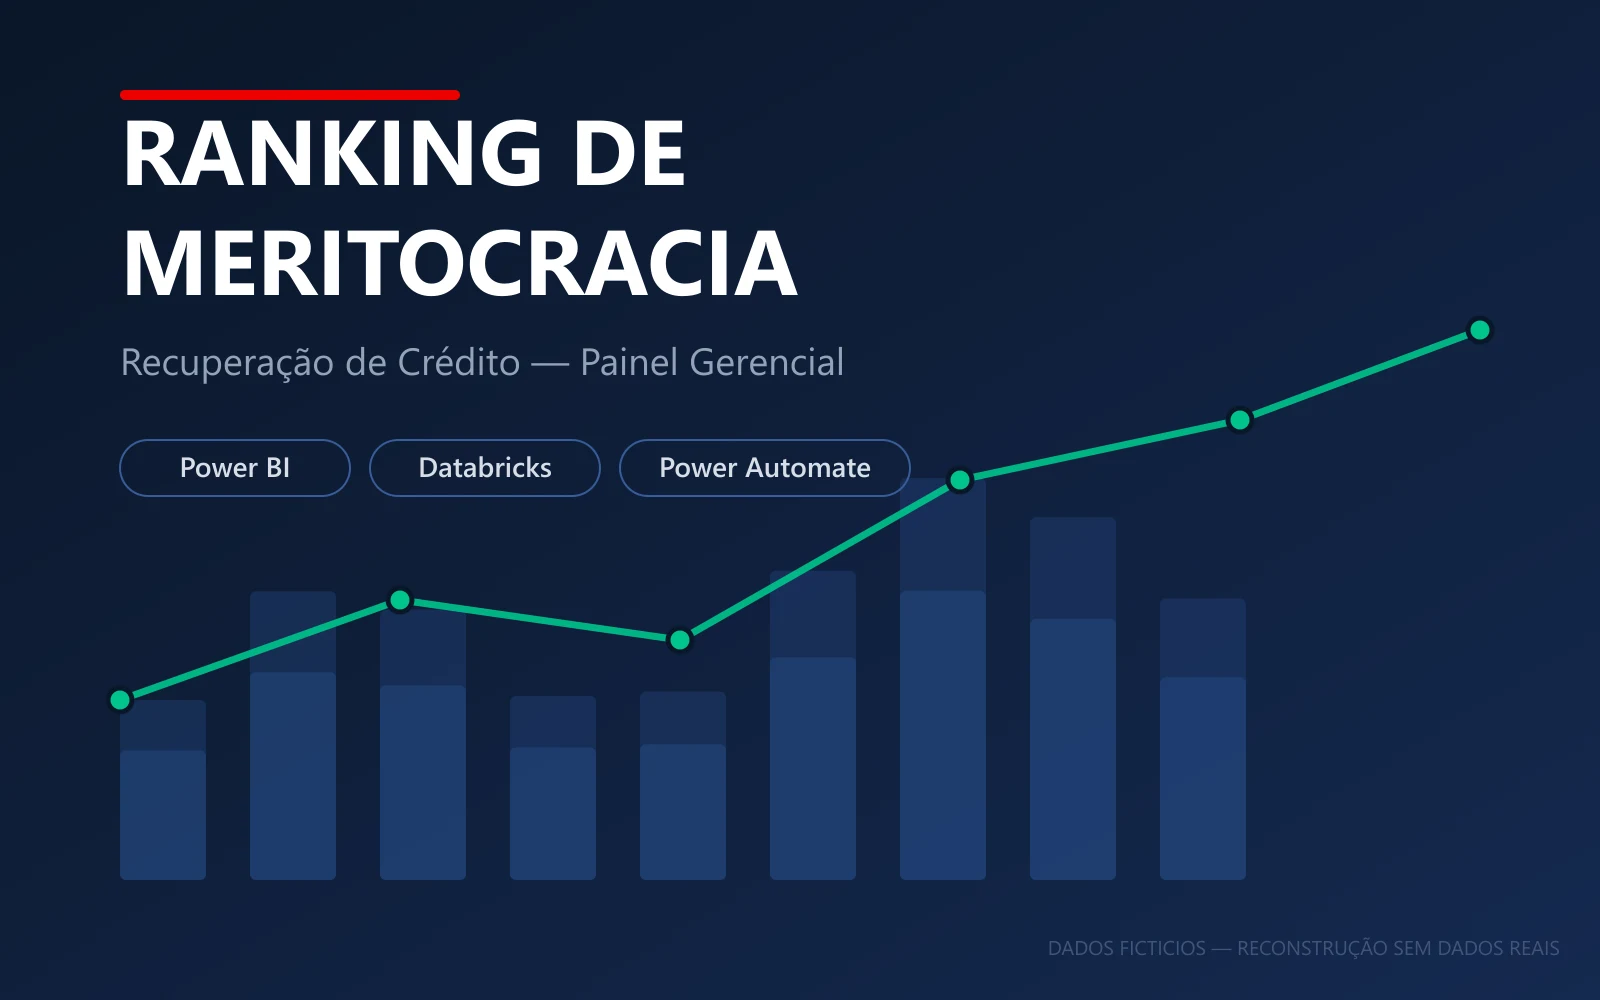 RANKING DE
MERITOCRACIA
Recuperação de Crédito — Painel Gerencial
Power BI
Databricks
Power Automate
DADOS FICTICIOS — RECONSTRUÇÃO SEM DADOS REAIS